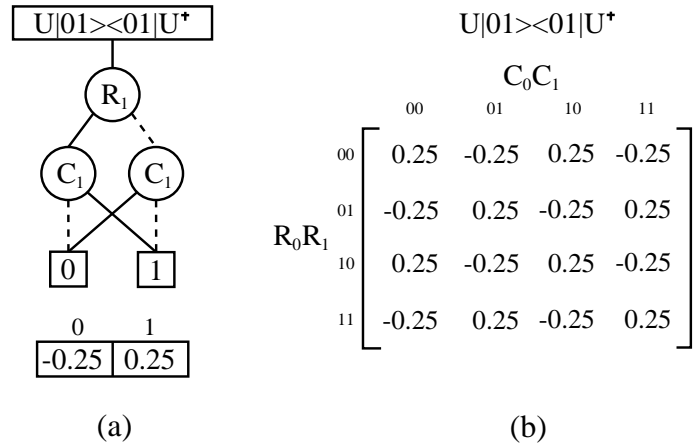 U|01><01|U†
R₁
C₁ C₁
0 1
0 1
-0.25 0.25
(a)
U|01><01|U†
C₀C₁
00 01 10 11
00 0.25 -0.25 0.25 -0.25
01 -0.25 0.25 -0.25 0.25
R₀R₁
10 0.25 -0.25 0.25 -0.25
11 -0.25 0.25 -0.25 0.25
(b)